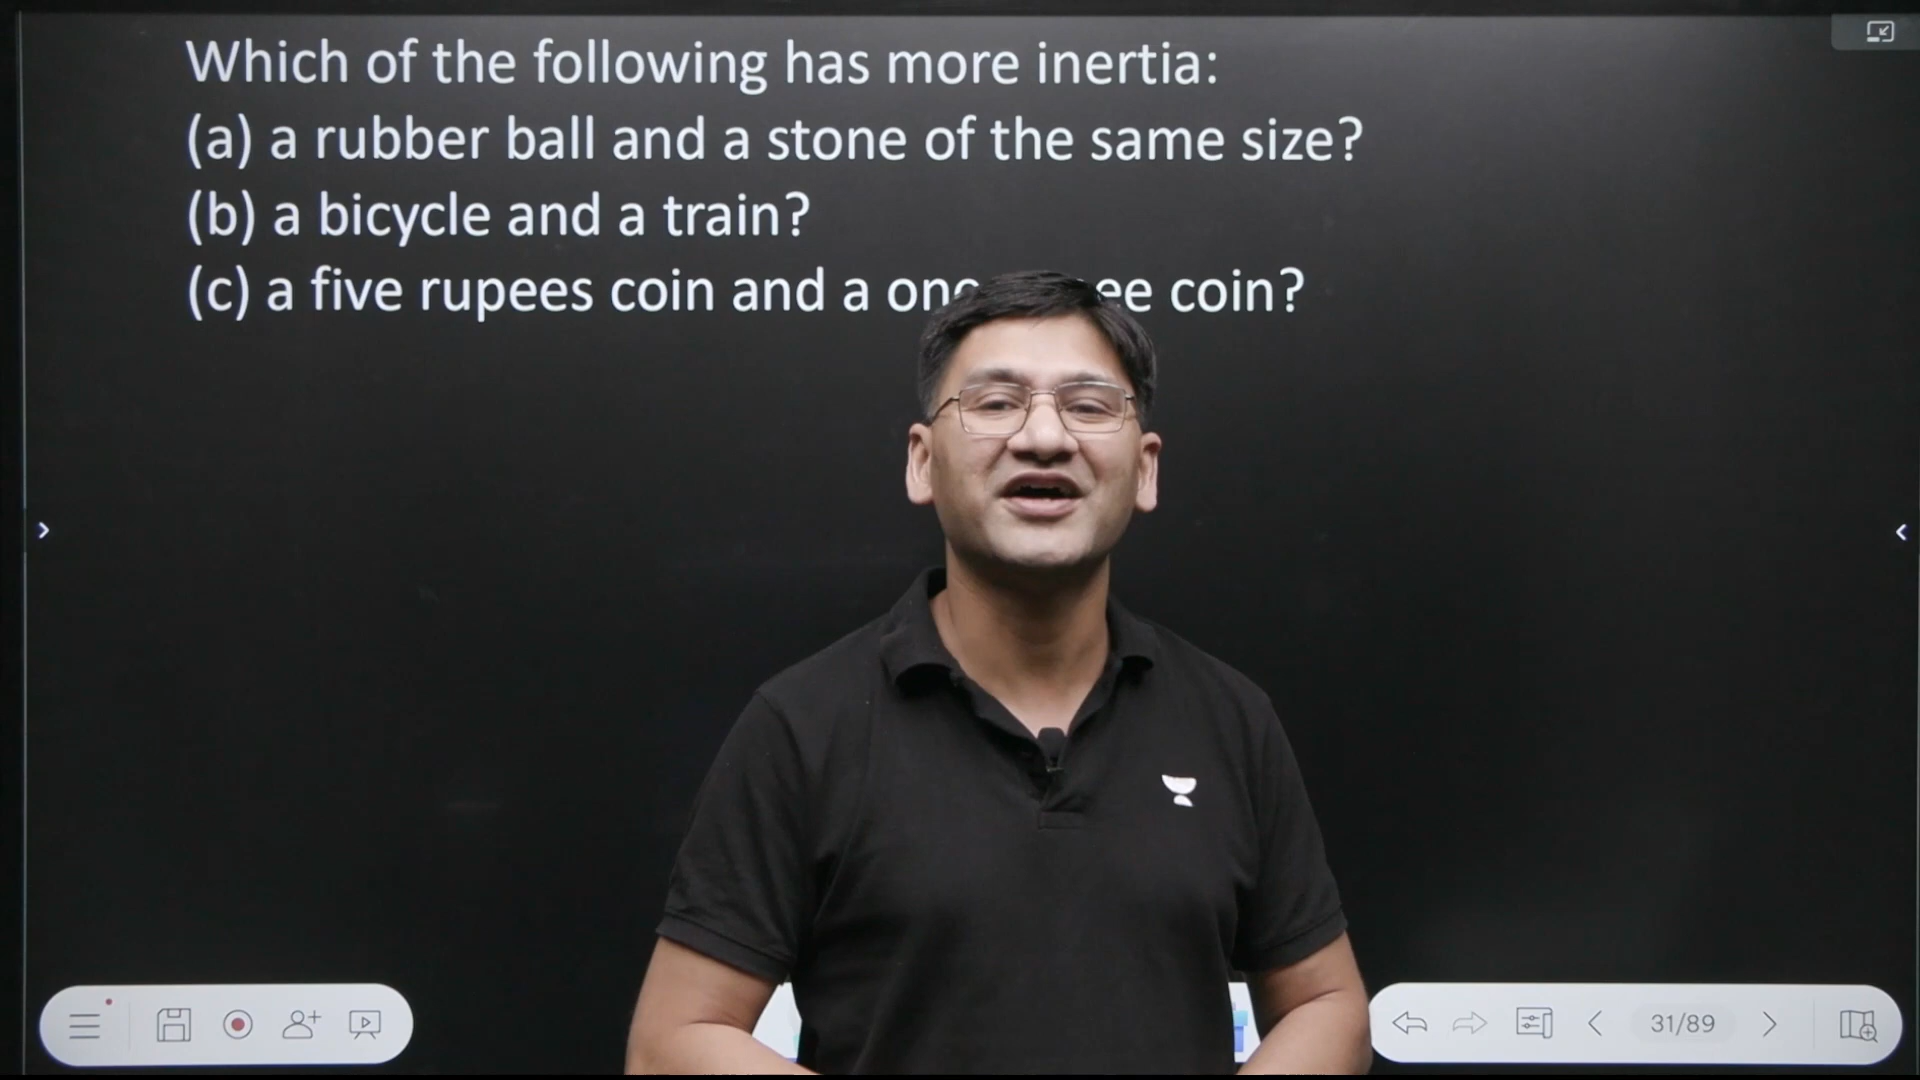 Which of the following has more inertia:
(a) a rubber ball and a stone of the same size?
(b) a bicycle and a train?
(c) a five rupees coin and a coin?
31/89